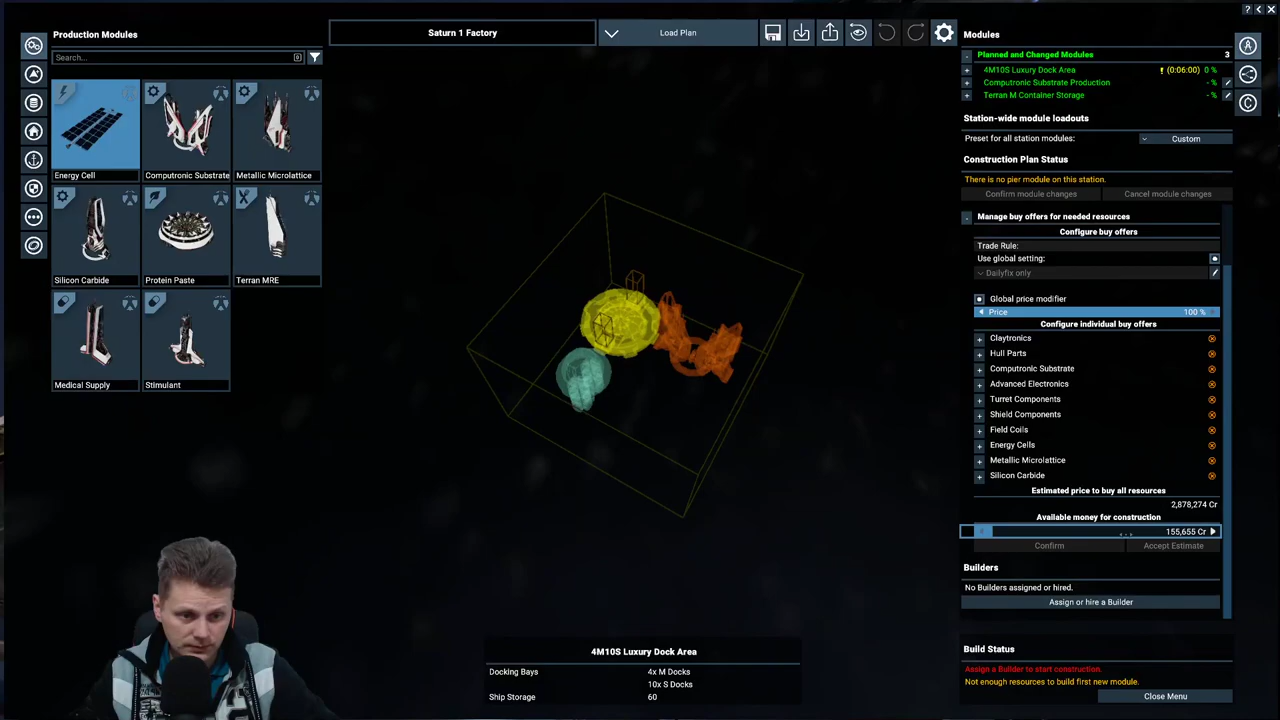 Production Modules
Search...
Energy Cell
Computronic Substrate
Metallic Microlattice
Silicon Carbide
Protein Paste
Terran MRE
Medical Supply
Stimulant
Saturn 1 Factory
Load Plan
4M10S Luxury Dock Area
Docking Bays
4x M Docks
10x S Docks
Ship Storage
60
Modules
- Planned and Changed Modules 3
+ 4M10S Luxury Dock Area ! (0:06:00) 0 %
+ Computronic Substrate Production - %
+ Terran M Container Storage - %
Station-wide module loadouts
Preset for all station modules: Custom
Construction Plan Status
There is no pier module on this station.
Confirm module changes Cancel module changes
- Manage buy offers for needed resources
Configure buy offers
Trade Rule:
Use global setting:
Dailyfix only
Global price modifier
Price 100 %
Configure individual buy offers
+ Claytronics
+ Hull Parts
+ Computronic Substrate
+ Advanced Electronics
+ Turret Components
+ Shield Components
+ Field Coils
+ Energy Cells
+ Metallic Microlattice
+ Silicon Carbide
Estimated price to buy all resources
2,878,274 Cr
Available money for construction
155,655 Cr
Confirm Accept Estimate
Builders
No Builders assigned or hired.
Assign or hire a Builder
Build Status
Assign a Builder to start construction.
Not enough resources to build first new module.
Close Menu